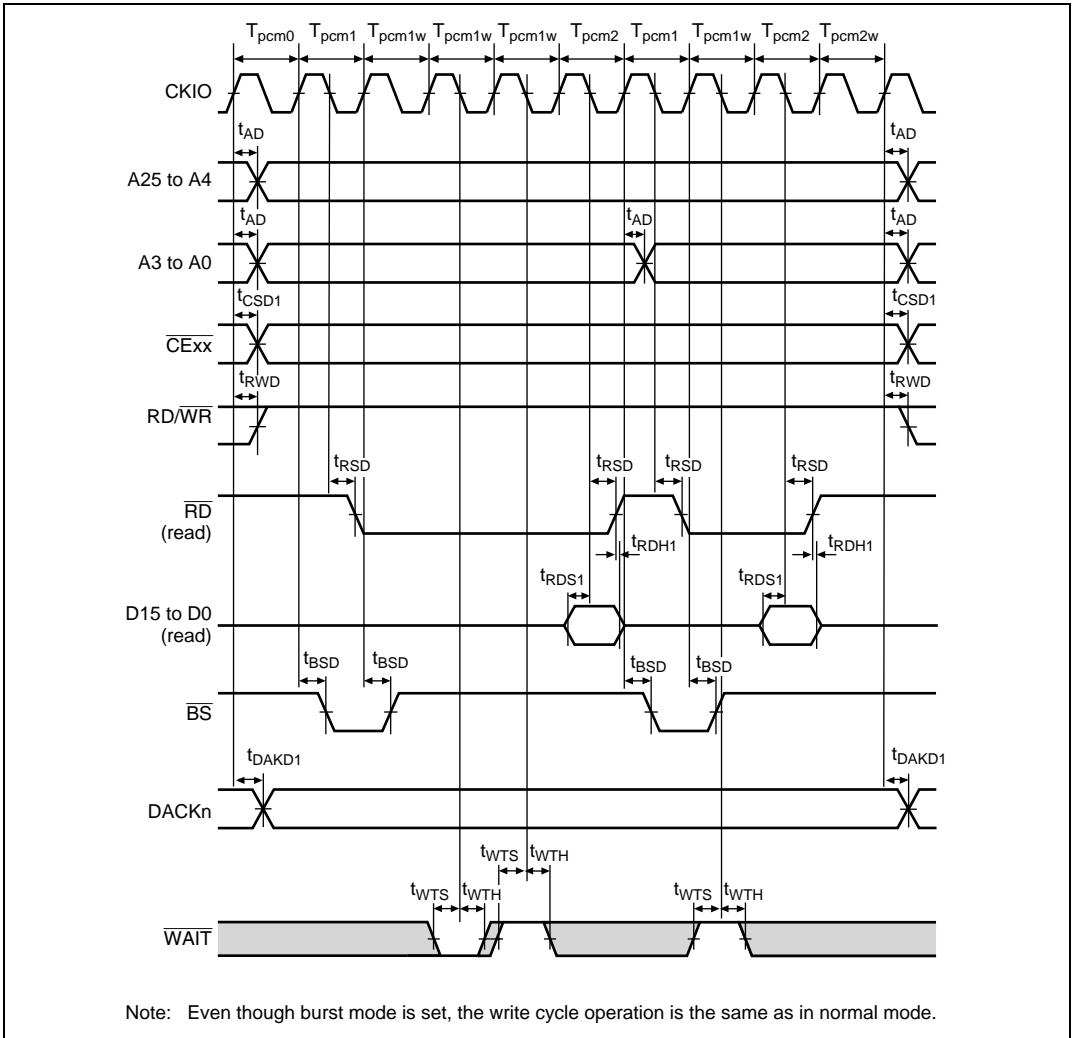 Tpcm0 Tpcm1 Tpcm1w Tpcm1w Tpcm1w Tpcm2 Tpcm1 Tpcm1w Tpcm2 Tpcm2w
CKIO
tAD tAD
A25 to A4
tAD tAD tAD
A3 to A0
tCSD1 tCSD1
CExx
tRWD tRWD
RD/WR
tRSD tRSD tRSD tRSD
RD
(read)
tRDH1 tRDH1
tRDS1 tRDS1
D15 to D0
(read)
tBSD tBSD tBSD tBSD
BS
tDAKD1 tDAKD1
DACKn
tWTS tWTH
tWTS tWTH tWTS tWTH
WAIT
Note: Even though burst mode is set, the write cycle operation is the same as in normal mode.